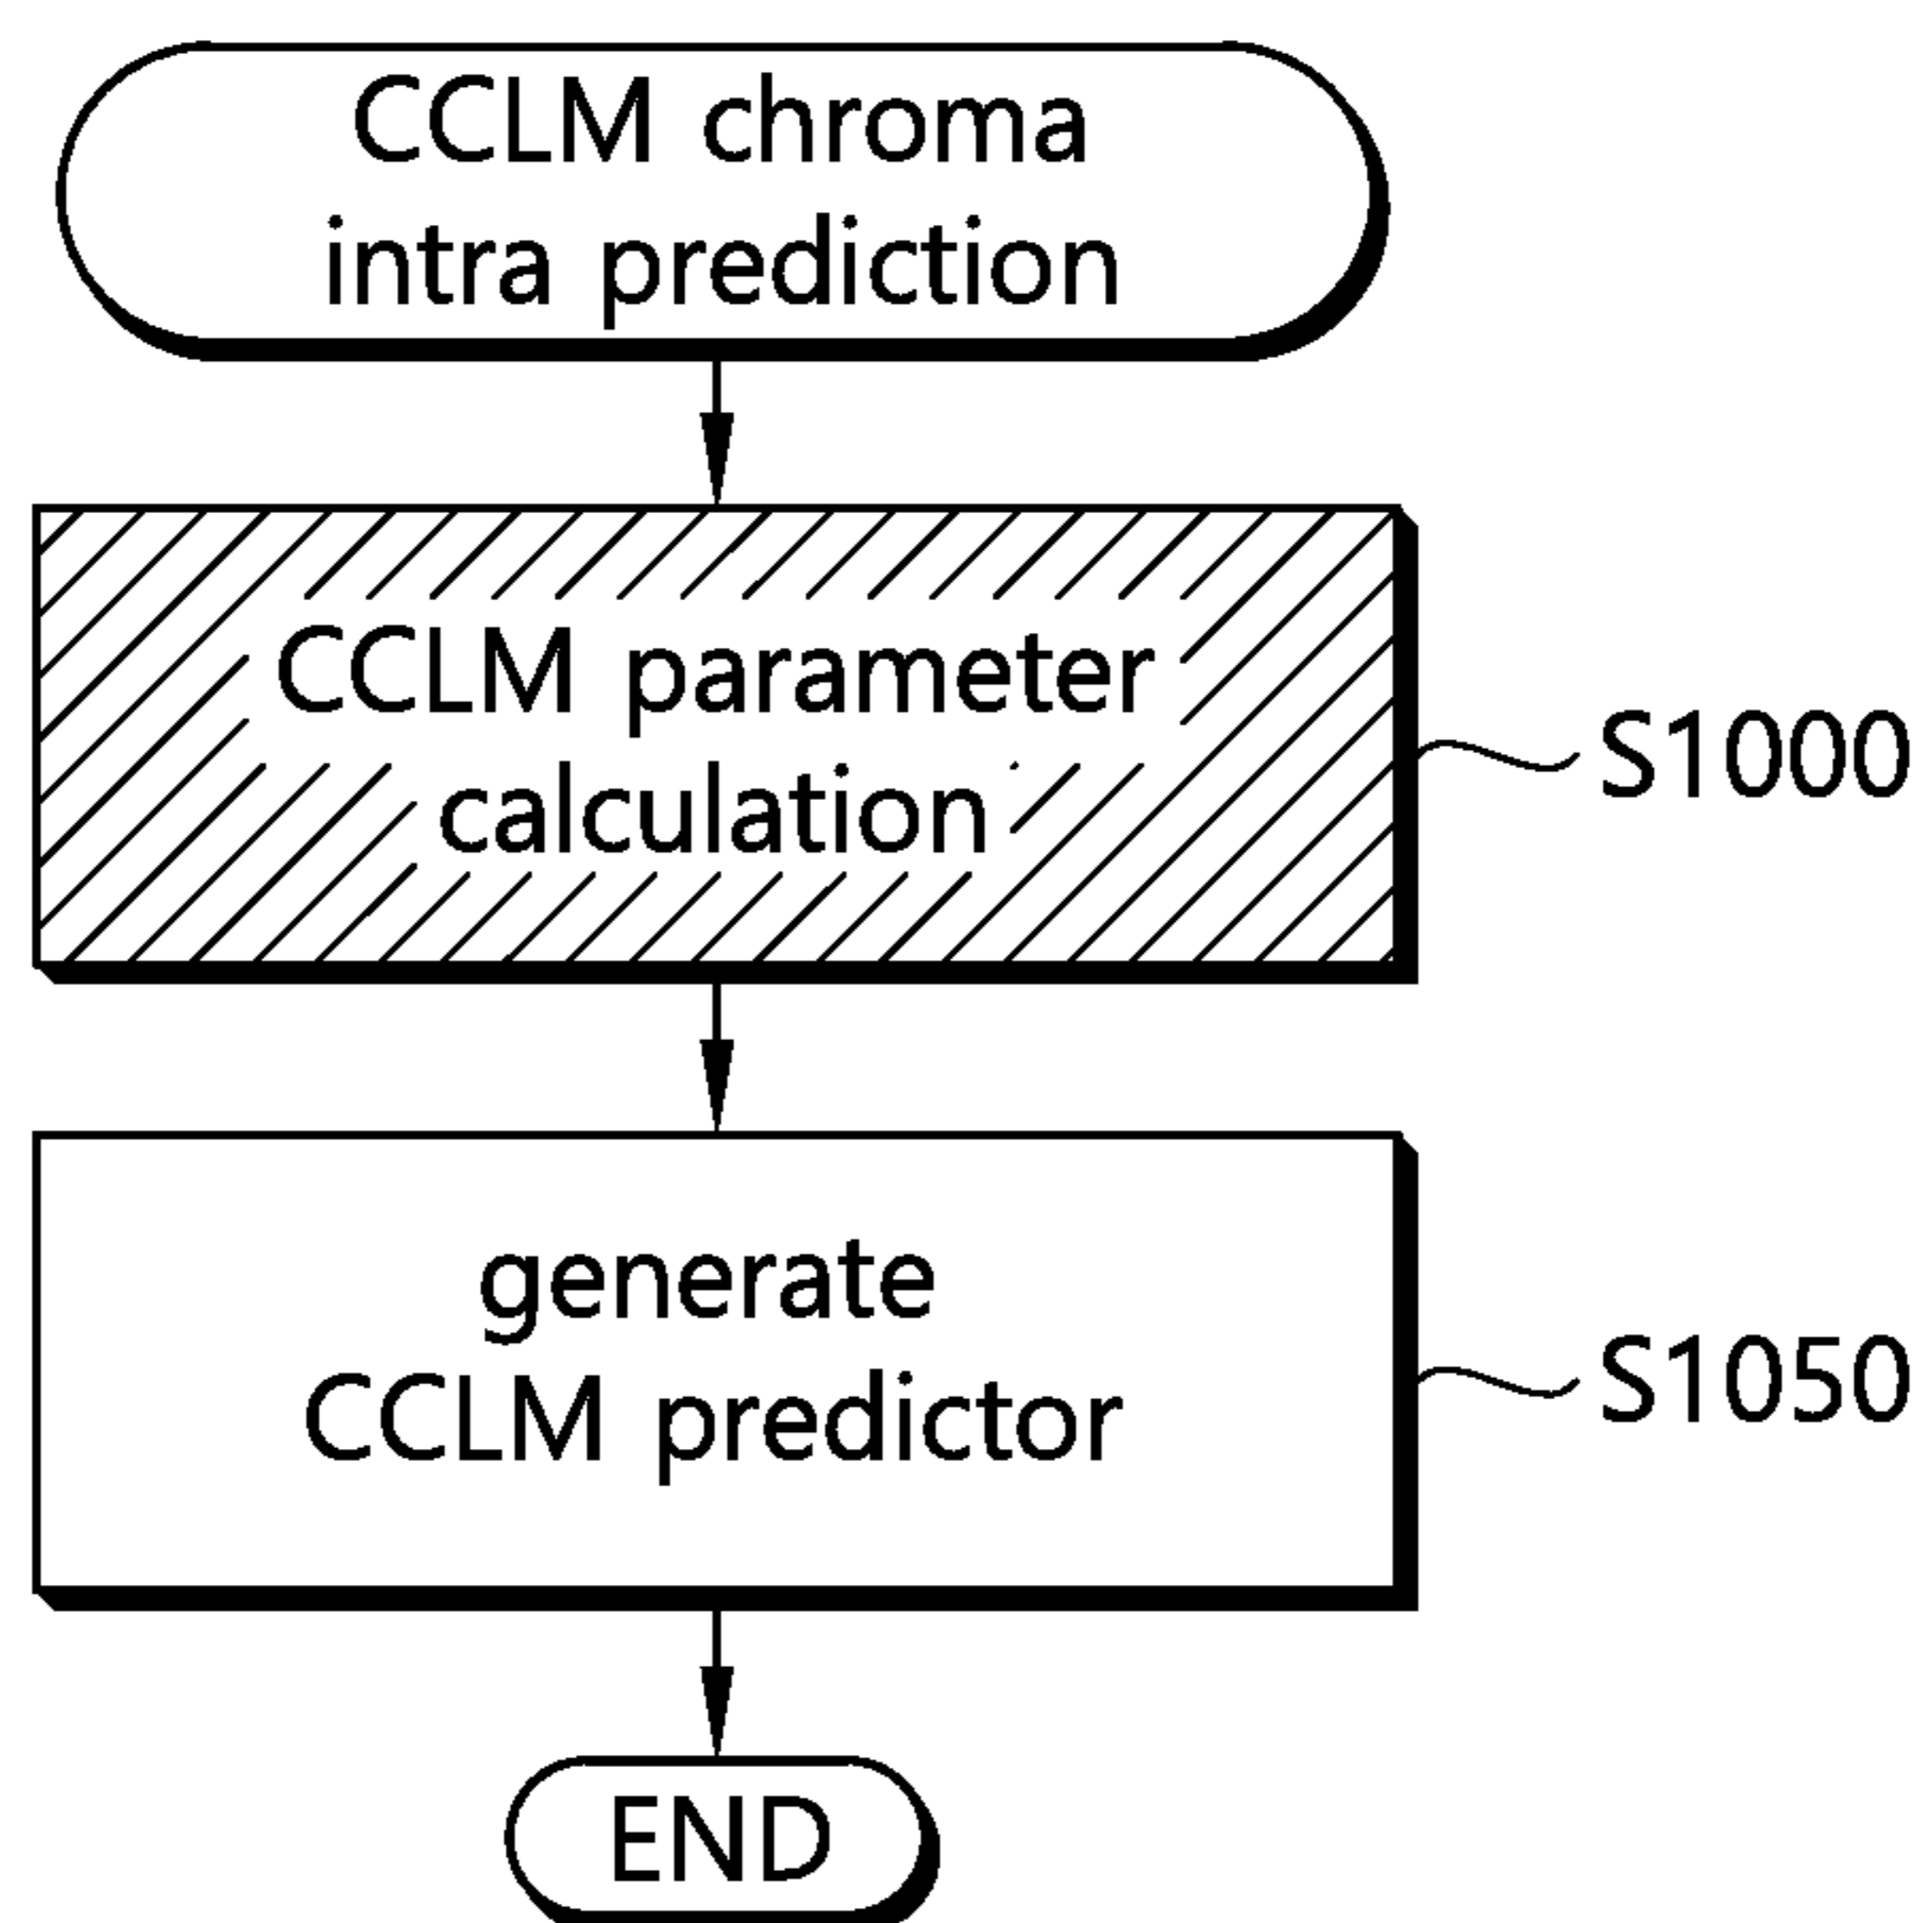 CCLM chroma
intra prediction
CCLM parameter
calculation
S1000
generate
CCLM predictor
S1050
END